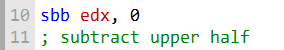 10 sbb edx, 0
11 ; subtract upper half